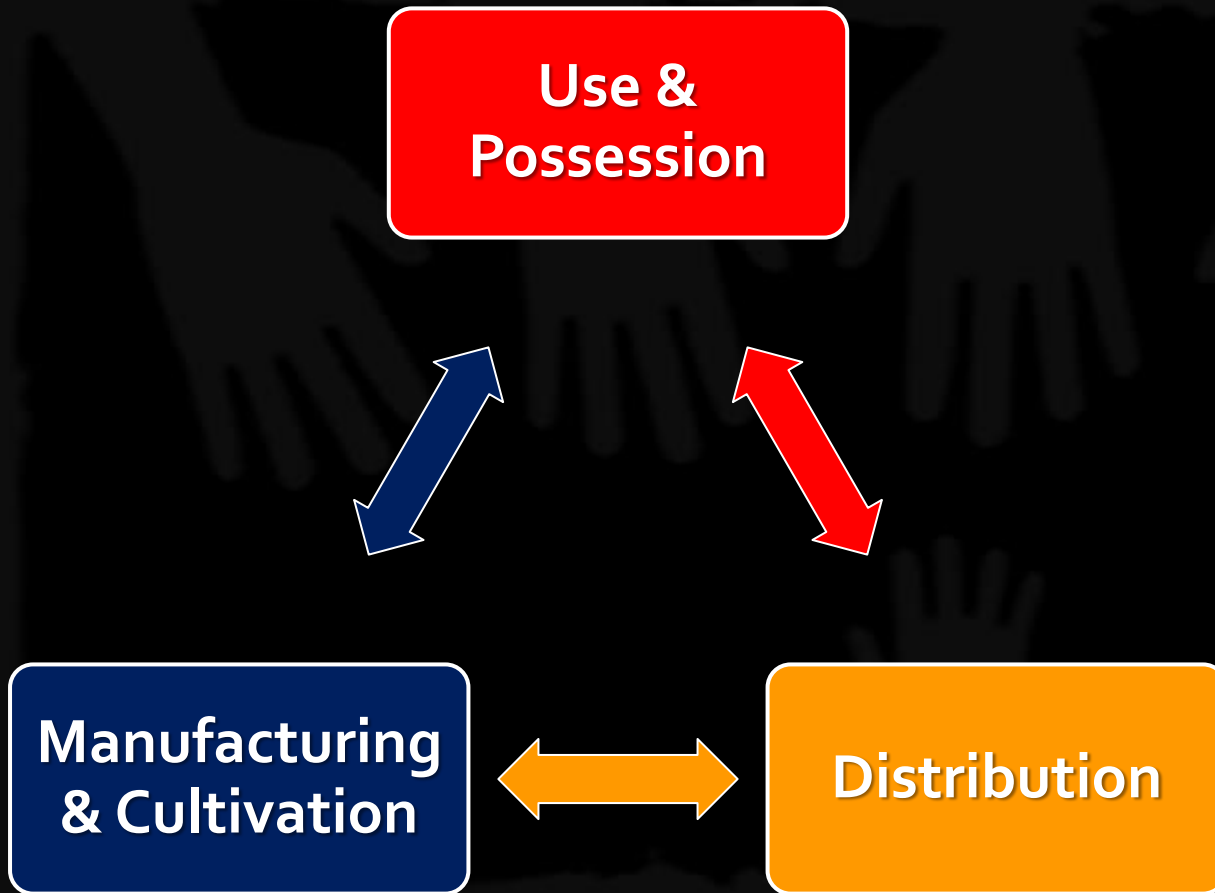 Use &
Possession
Manufacturing
& Cultivation
Distribution